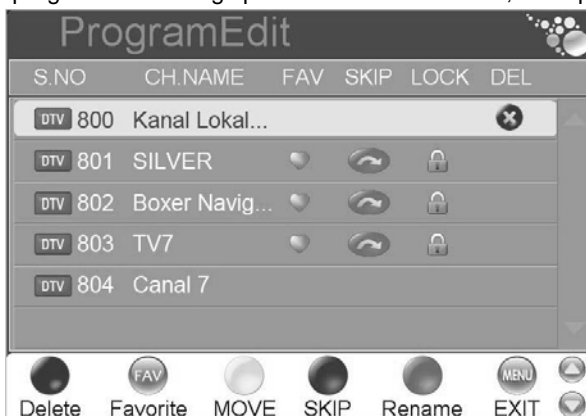 ProgramEdit
S.NO CH.NAME FAV SKIP LOCK DEL
DTV 800 Kanal Lokal...
DTV 801 SILVER
DTV 802 Boxer Navig...
DTV 803 TV7
DTV 804 Canal 7
FAV MENU
Delete Favorite MOVE SKIP Rename EXIT